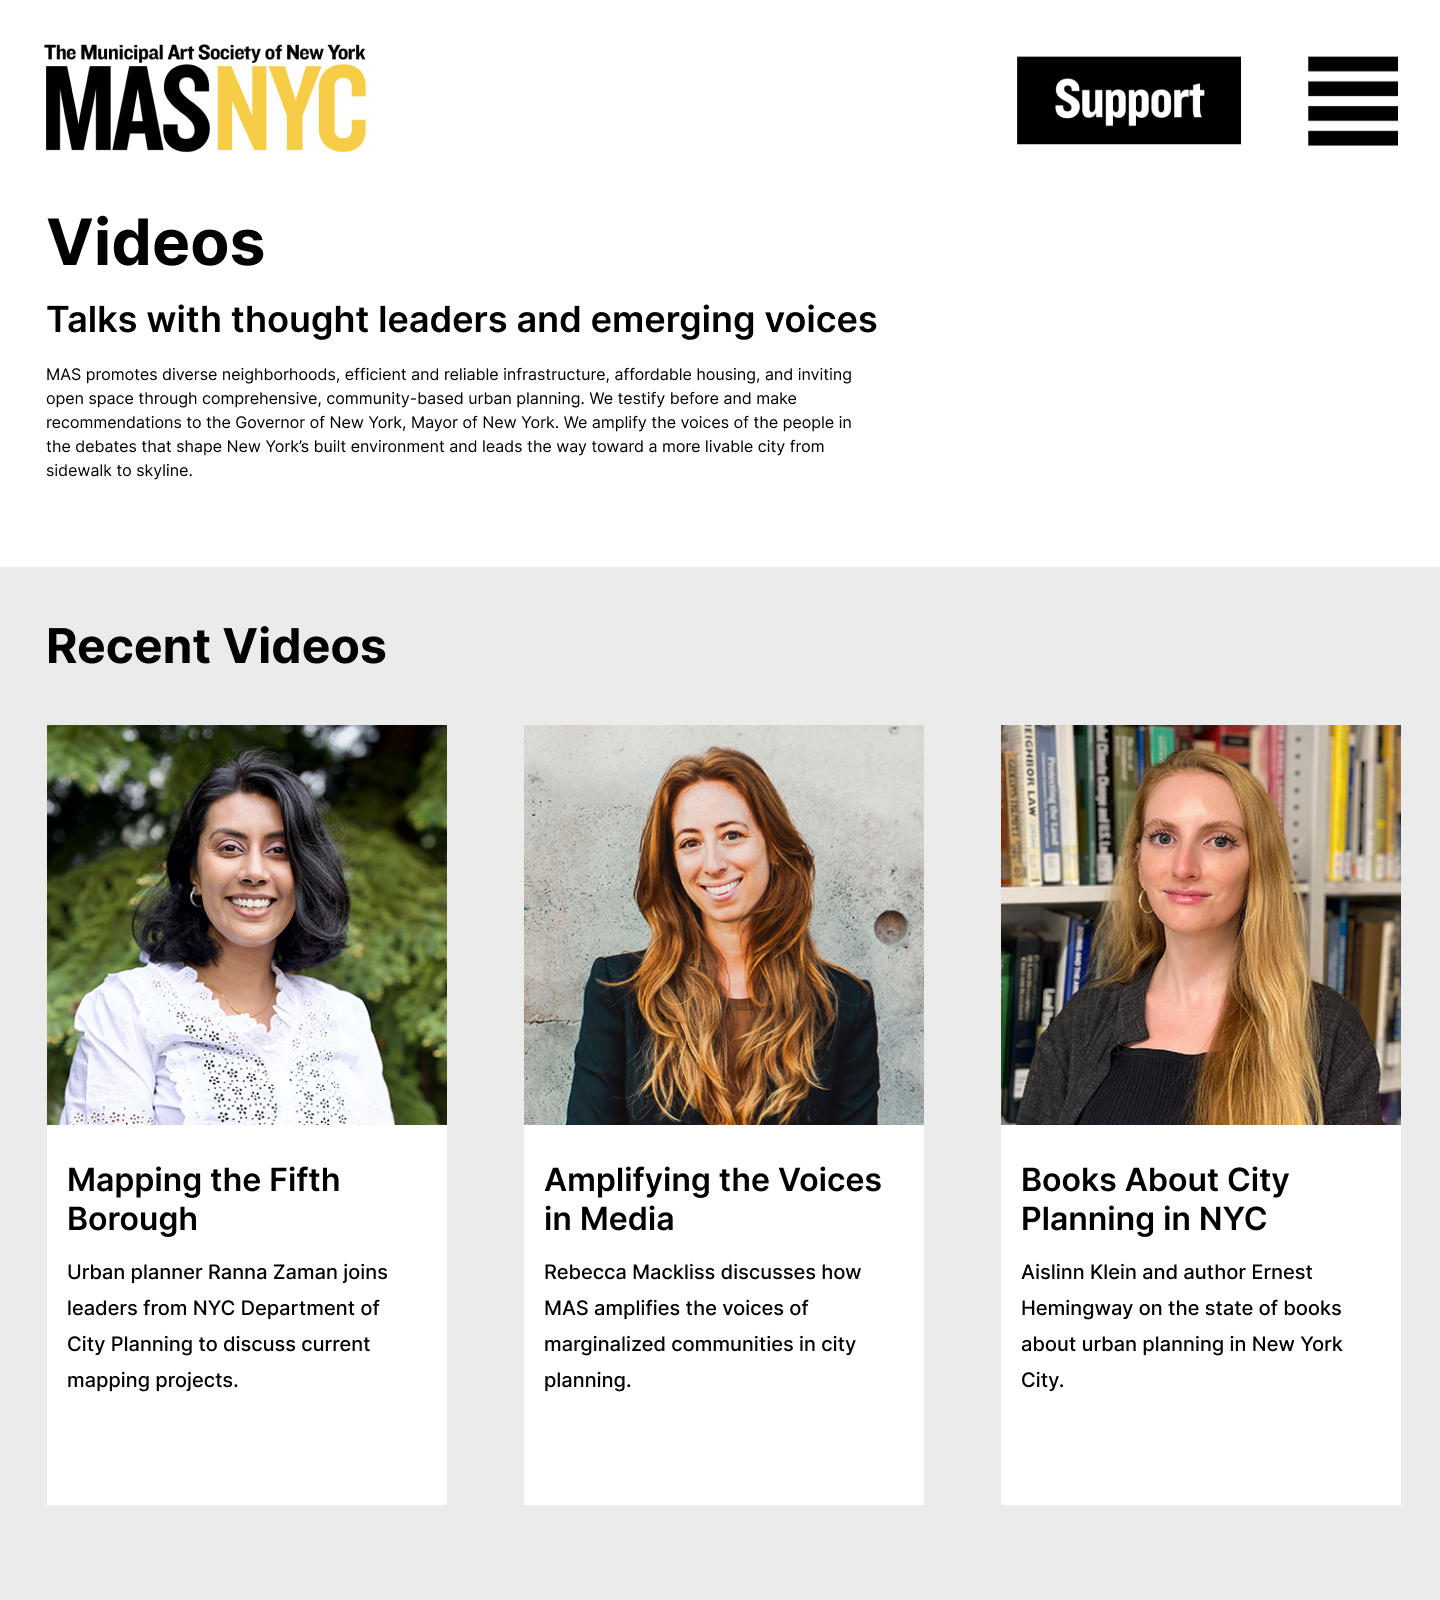 The Municipal Art Society of New York
MASNYC
Support
Videos
Talks with thought leaders and emerging voices
MAS promotes diverse neighborhoods, efficient and reliable infrastructure, affordable housing, and inviting
open space through comprehensive, community-based urban planning. We testify before and make
recommendations to the Governor of New York, Mayor of New York. We amplify the voices of the people in
the debates that shape New York’s built environment and leads the way toward a more livable city from
sidewalk to skyline.
Recent Videos
NEIGHBOR LAW
Protecting the Land
Mapping the Fifth
Borough
Urban planner Ranna Zaman joins
leaders from NYC Department of
City Planning to discuss current
mapping projects.
Amplifying the Voices
in Media
Rebecca Mackliss discusses how
MAS amplifies the voices of
marginalized communities in city
planning.
Books About City
Planning in NYC
Aislinn Klein and author Ernest
Hemingway on the state of books
about urban planning in New York
City.